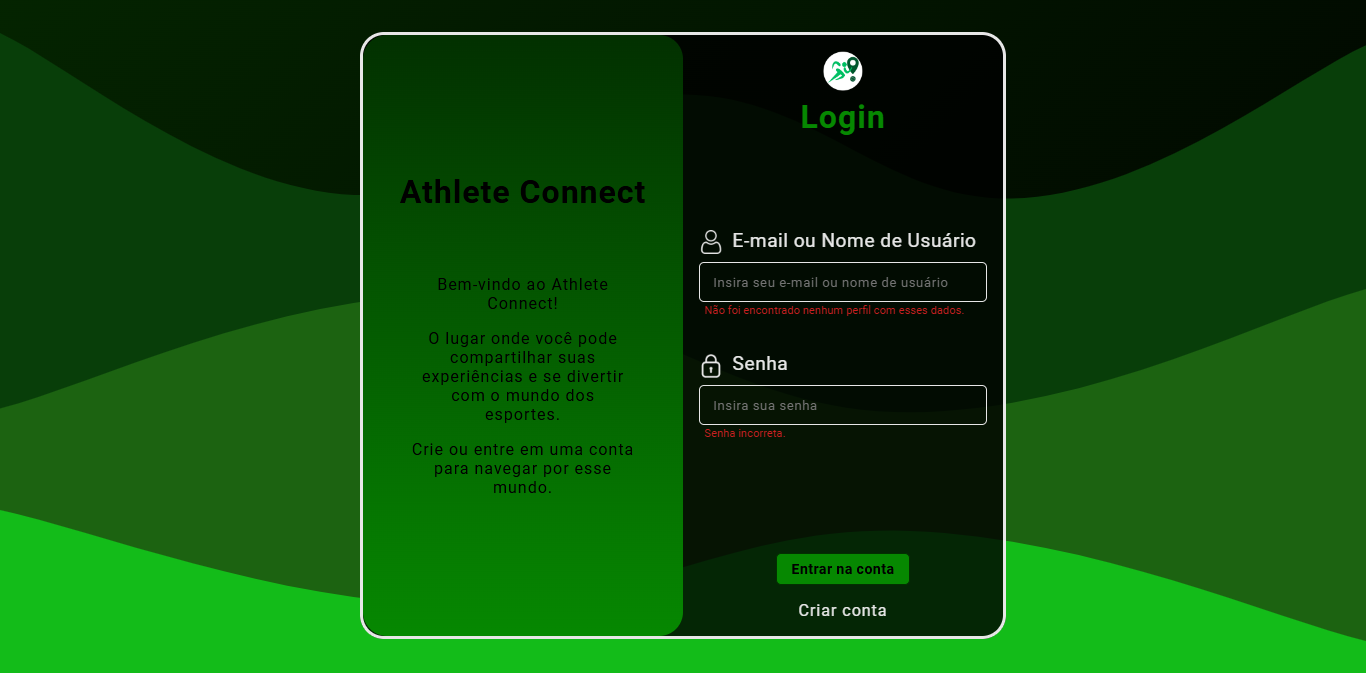 Athlete Connect
Bem-vindo ao Athlete
Connect!
O lugar onde você pode
compartilhar suas
experiências e se divertir
com o mundo dos
esportes.
Crie ou entre em uma conta
para navegar por esse
mundo.
Login
E-mail ou Nome de Usuário
Insira seu e-mail ou nome de usuário
Não foi encontrado nenhum perfil com esses dados.
Senha
Insira sua senha
Senha incorreta.
Entrar na conta
Criar conta